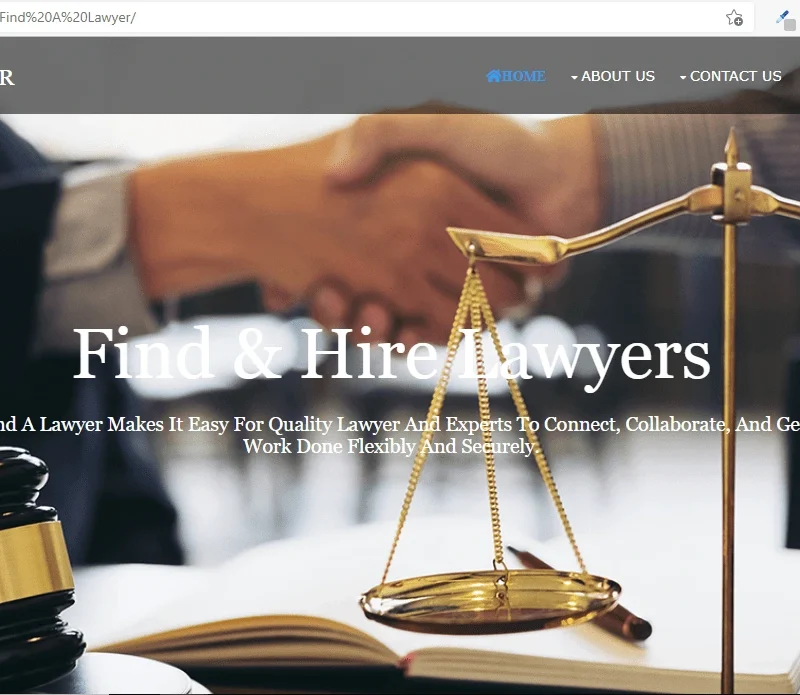 Find%20A%20Lawyer/
R
HOME ABOUT US CONTACT US
Find & Hire Lawyers
nd A Lawyer Makes It Easy For Quality Lawyer And Experts To Connect, Collaborate, And Ge
Work Done Flexibly And Securely.